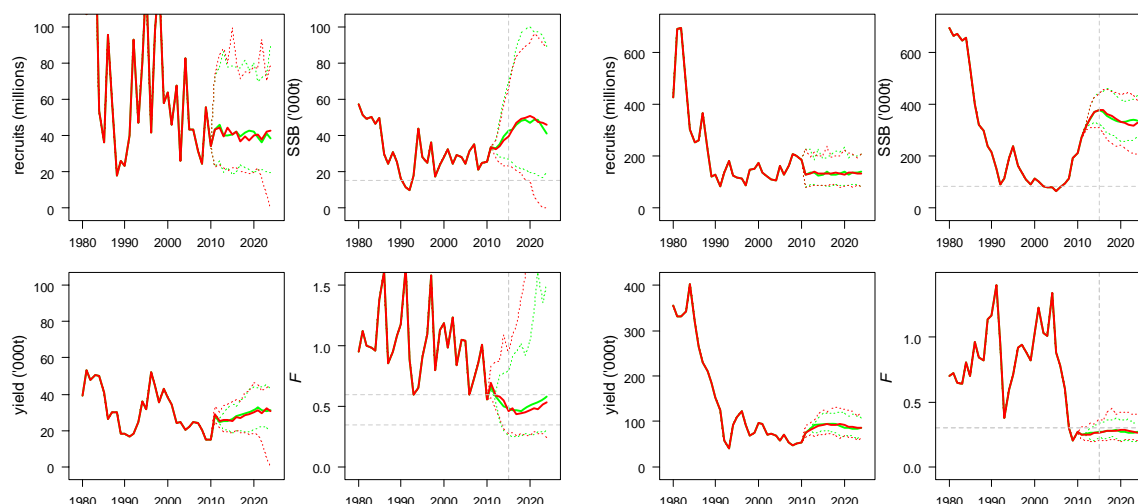 recruits (millions)
0 20 40 60 80 100
1980 1990 2000 2010 2020
SSB ('000t)
0 20 40 60 80 100
1980 1990 2000 2010 2020
recruits (millions)
0 200 400 600
1980 1990 2000 2010 2020
SSB ('000t)
0 200 400 600
1980 1990 2000 2010 2020
yield ('000t)
0 20 40 60 80 100
1980 1990 2000 2010 2020
F
0.0 0.5 1.0
1980 1990 2000 2010 2020
yield ('000t)
0 100 200 300 400
1980 1990 2000 2010 2020
F
0.0 0.5 1.0
1980 1990 2000 2010 2020